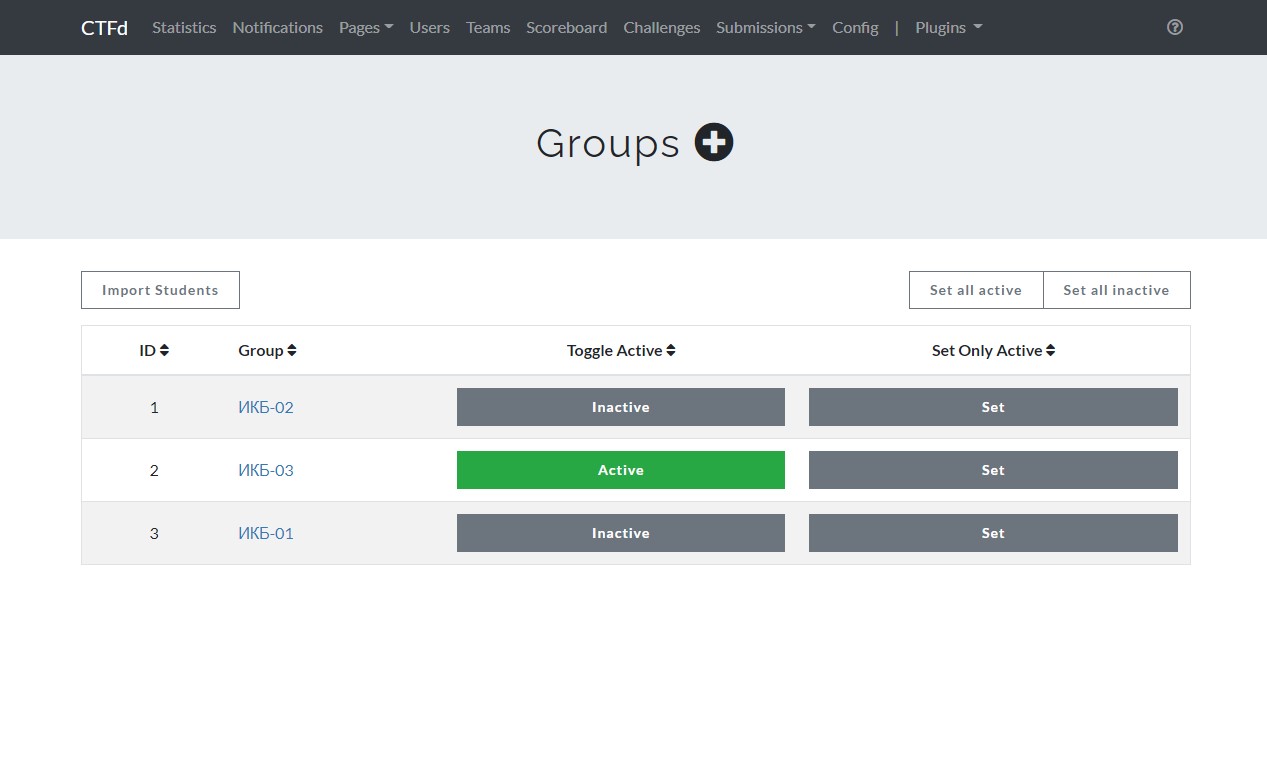 CTFd Statistics Notifications Pages Users Teams Scoreboard Challenges Submissions Config | Plugins
Groups
Import Students Set all active Set all inactive
ID Group Toggle Active Set Only Active
1 ИКБ-02 Inactive Set
2 ИКБ-03 Active Set
3 ИКБ-01 Inactive Set